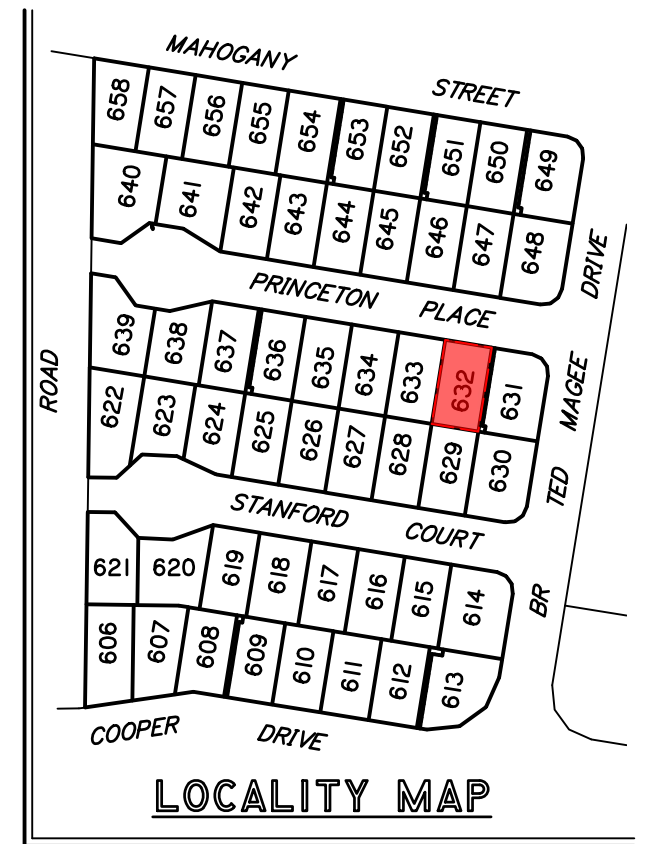 MAHOGANY STREET
658 657 656 655 654 653 652 651 650 649
640 641 642 643 644 645 646 647 648
DRIVE
PRINCETON PLACE
639 638 637 636 635 634 633 632 631
ROAD
MAGEE
622 623 624 625 626 627 628 629 630
TED
STANFORD COURT
621 620 619 618 617 616 615 614
BR
606 607 608 609 610 611 612 613
COOPER DRIVE
LOCALITY MAP